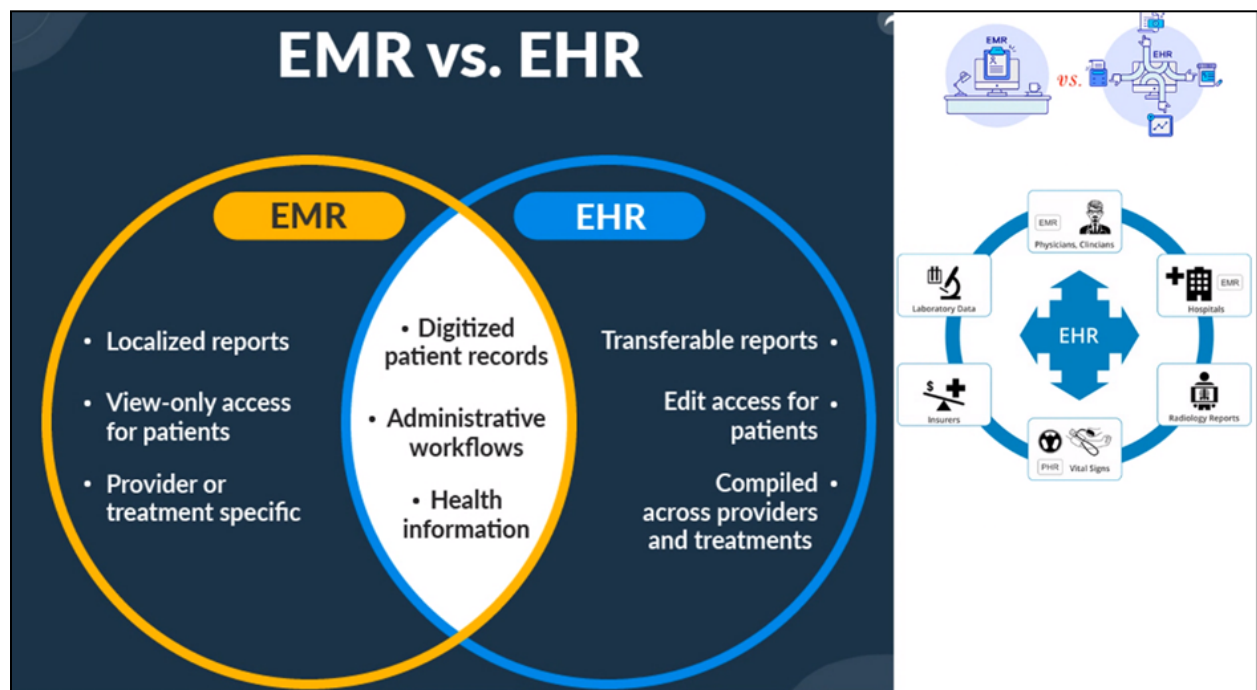 EMR vs. EHR
EMR
• Localized reports
• View-only access
for patients
• Provider or
treatment specific
• Digitized
patient records
• Administrative
workflows
• Health
information
EHR
Transferable reports •
Edit access for •
patients
Compiled •
across providers
and treatments
EMR
vs.
EHR
EMR
Physicians, Clincians
Laboratory Data
EMR
Hospitals
EHR
$
Insurers
Radiology Reports
PHR
Vital Signs